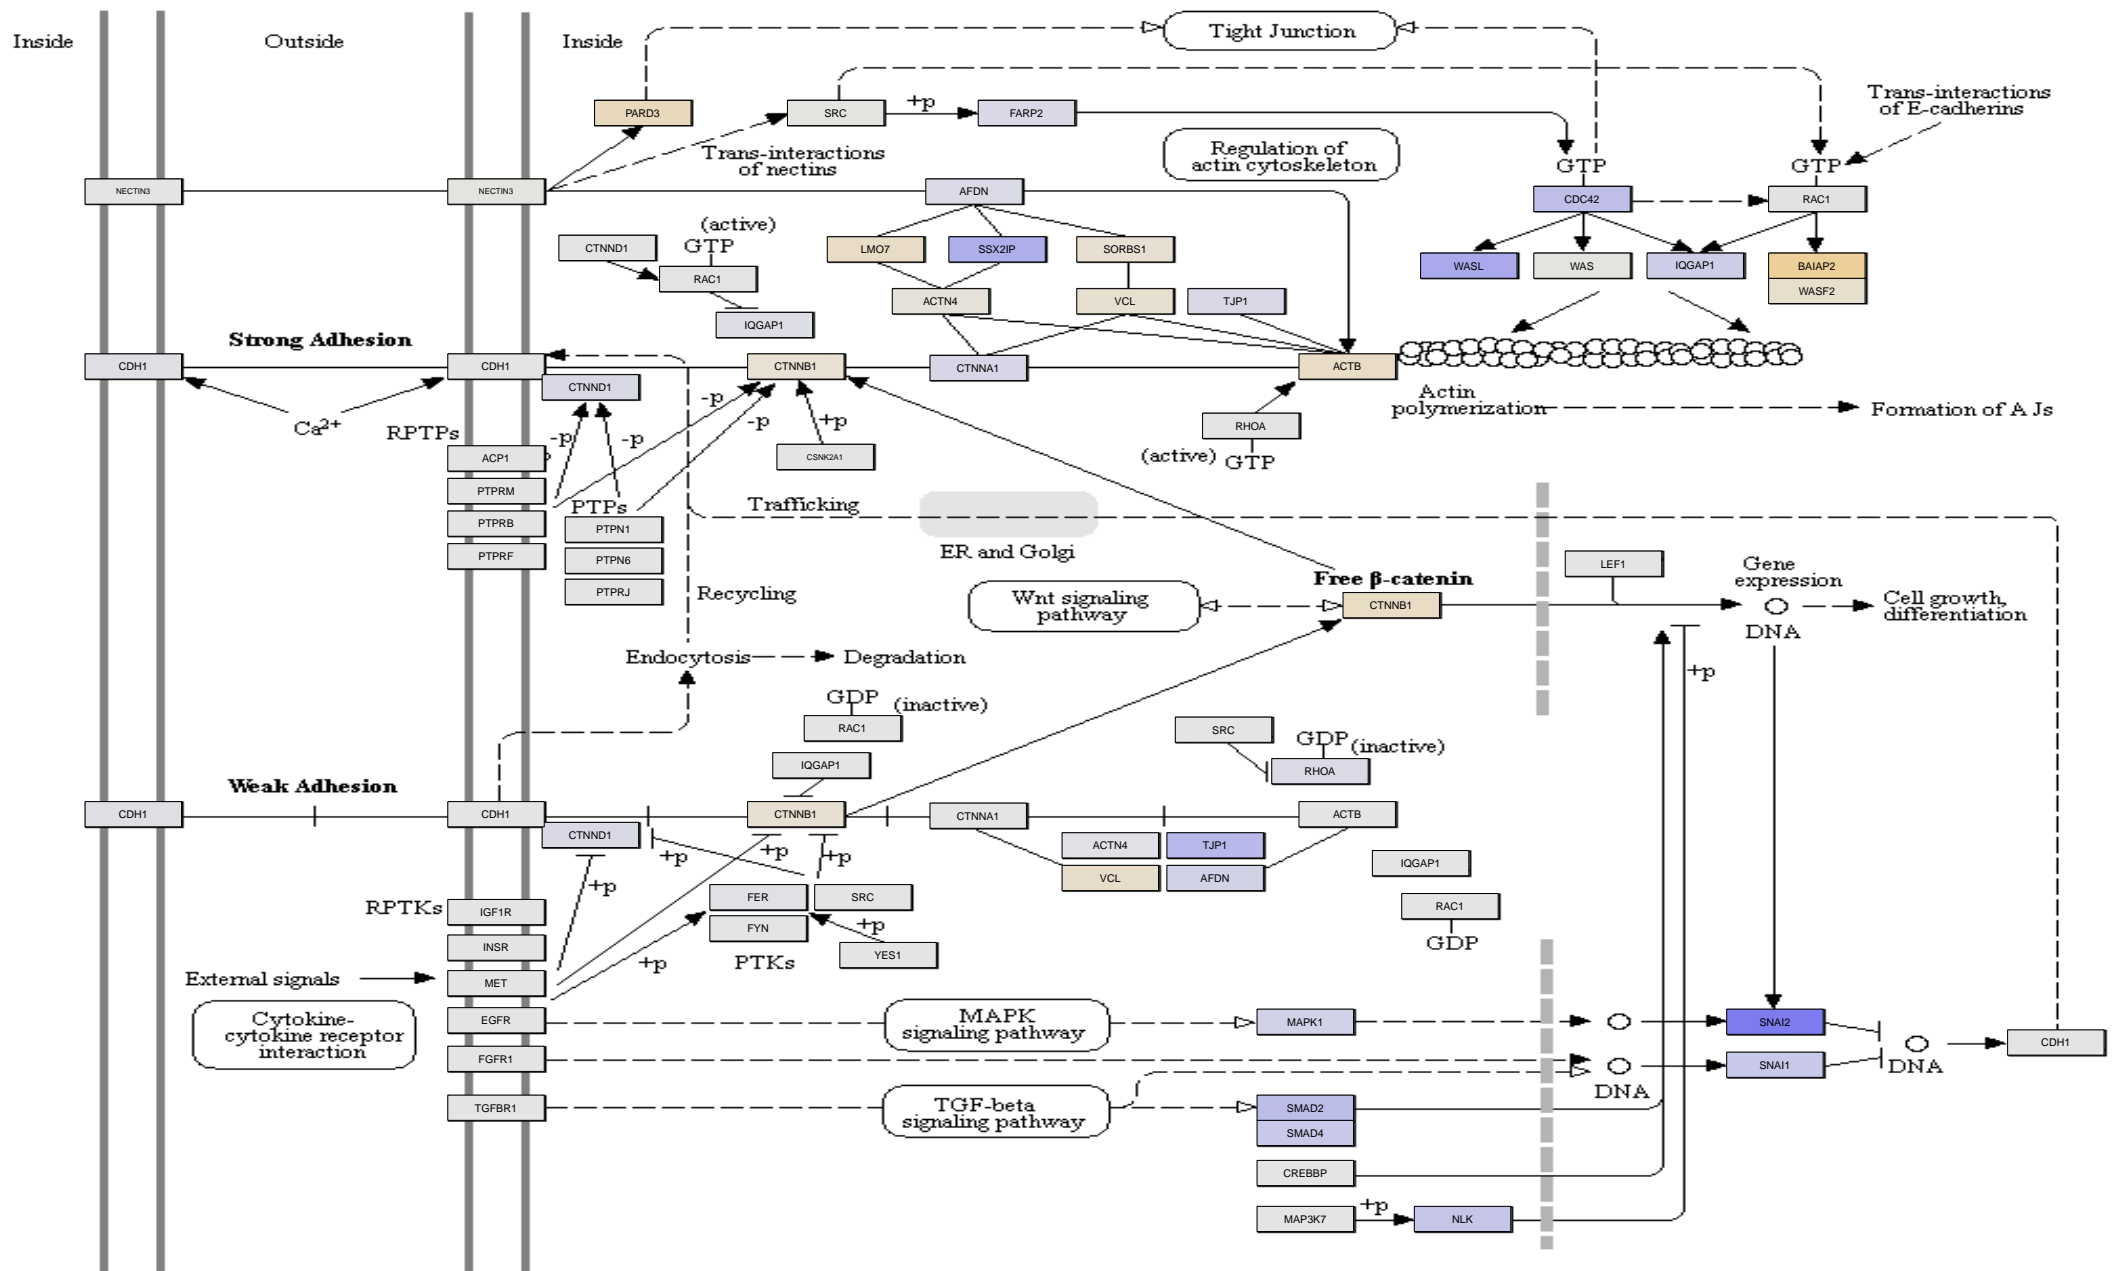 Inside
Outside
Inside
Tight Junction
PARD3
SRC
+p
FARP2
Trans-interactions
of E-cadherins
Trans-interactions
of nectins
Regulation of
actin cytoskeleton
GTP
GTP
NECTIN3
NECTIN3
AFDN
CDC42
RAC1
(active)
GTP
CTNND1
RAC1
IQGAP1
LMO7
SSX2IP
SORBS1
WASL
WAS
IQGAP1
BAIAP2
WASF2
ACTN4
VCL
TJP1
Strong Adhesion
CDH1
CDH1
CTNND1
CTNNB1
CTNNA1
ACTB
Actin
polymerization
Formation of AJs
Ca2+
RPTPs
-p
-p
-p
-p
+p
CSNK2A1
RHOA
(active)
GTP
ACP1
PTPRM
PTPRB
PTPRF
PTPs
PTPN1
PTPN6
PTPRJ
Trafficking
ER and Golgi
Recycling
Free β-catenin
Wnt signaling
pathway
CTNNB1
LEF1
Gene
expression
DNA
Cell growth,
differentiation
+p
Endocytosis
Degradation
GDP
(inactive)
RAC1
IQGAP1
SRC
GDP
(inactive)
RHOA
Weak Adhesion
CDH1
CDH1
CTNND1
CTNNB1
CTNNA1
ACTB
ACTN4
TJP1
VCL
AFDN
IQGAP1
RAC1
GDP
+p
+p
+p
+p
FER
SRC
FYN
+p
YES1
PTKs
+p
RPTKs
IGF1R
INSR
MET
EGFR
FGFR1
TGFBR1
External signals
Cytokine-
cytokine receptor
interaction
MAPK
signaling pathway
MAPK1
SNAI2
SNAI1
DNA
DNA
CDH1
TGF-beta
signaling pathway
SMAD2
SMAD4
CREBBP
MAP3K7
+p
NLK